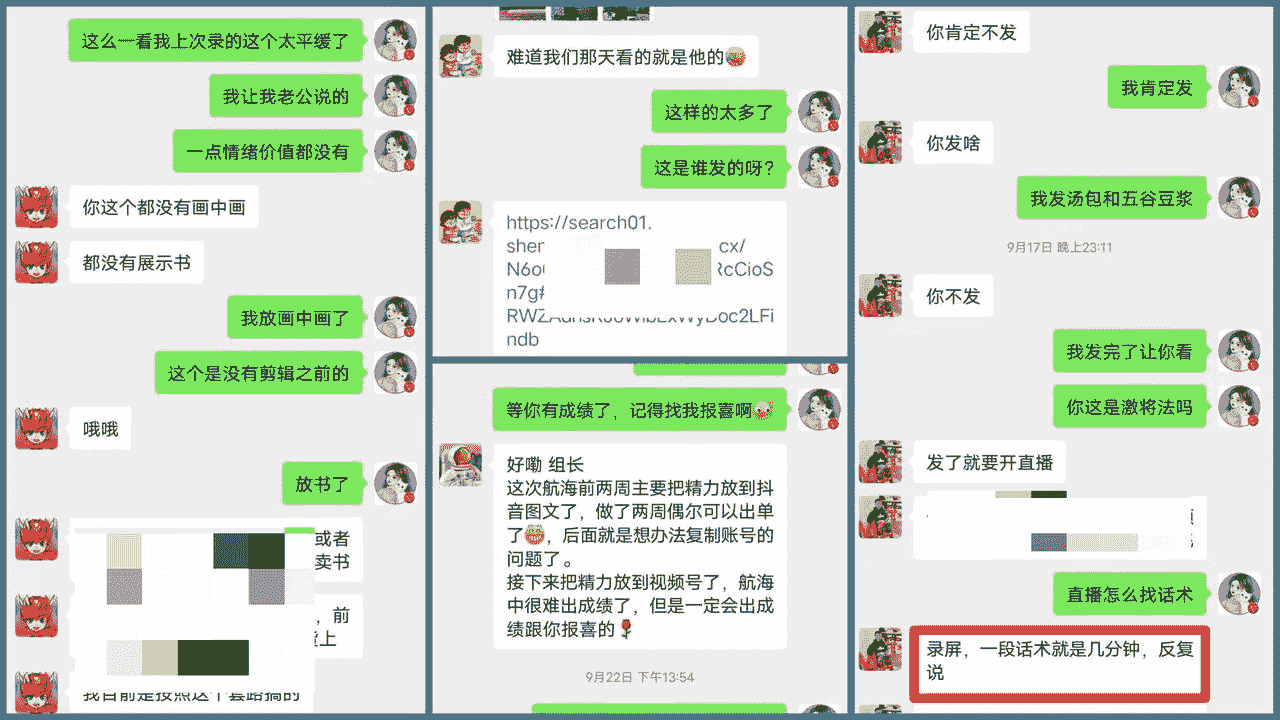 这么一看我上次录的这个太平缓了
我让我老公说的
一点情绪价值都没有
你这个都没有画中画
都没有展示书
我放画中画了
这个是没有剪辑之前的
哦哦
放书了
或者
卖书
，前
上
我目前是按照这个套路搞的
难道我们那天看的就是他的
这样的太多了
这是谁发的呀？
https://search01.
sher
cx/
N6o
RcCioS
n7g#
Doc2LFi
ndb
等你有成绩了，记得找我报喜啊
好嘞 组长
这次航海前两周主要把精力放到抖
音图文了，做了两周偶尔可以出单
了，后面就是想办法复制账号的
问题了。
接下来把精力放到视频号了，航海
中很难出成绩了，但是一定会出成
绩跟你报喜的
9月22日 下午13:54
你肯定不发
我肯定发
你发啥
我发汤包和五谷豆浆
9月17日 晚上23:11
你不发
我发完了让你看
你这是激将法吗
发了就要开直播
直播怎么找话术
录屏，一段话术就是几分钟，反复
说